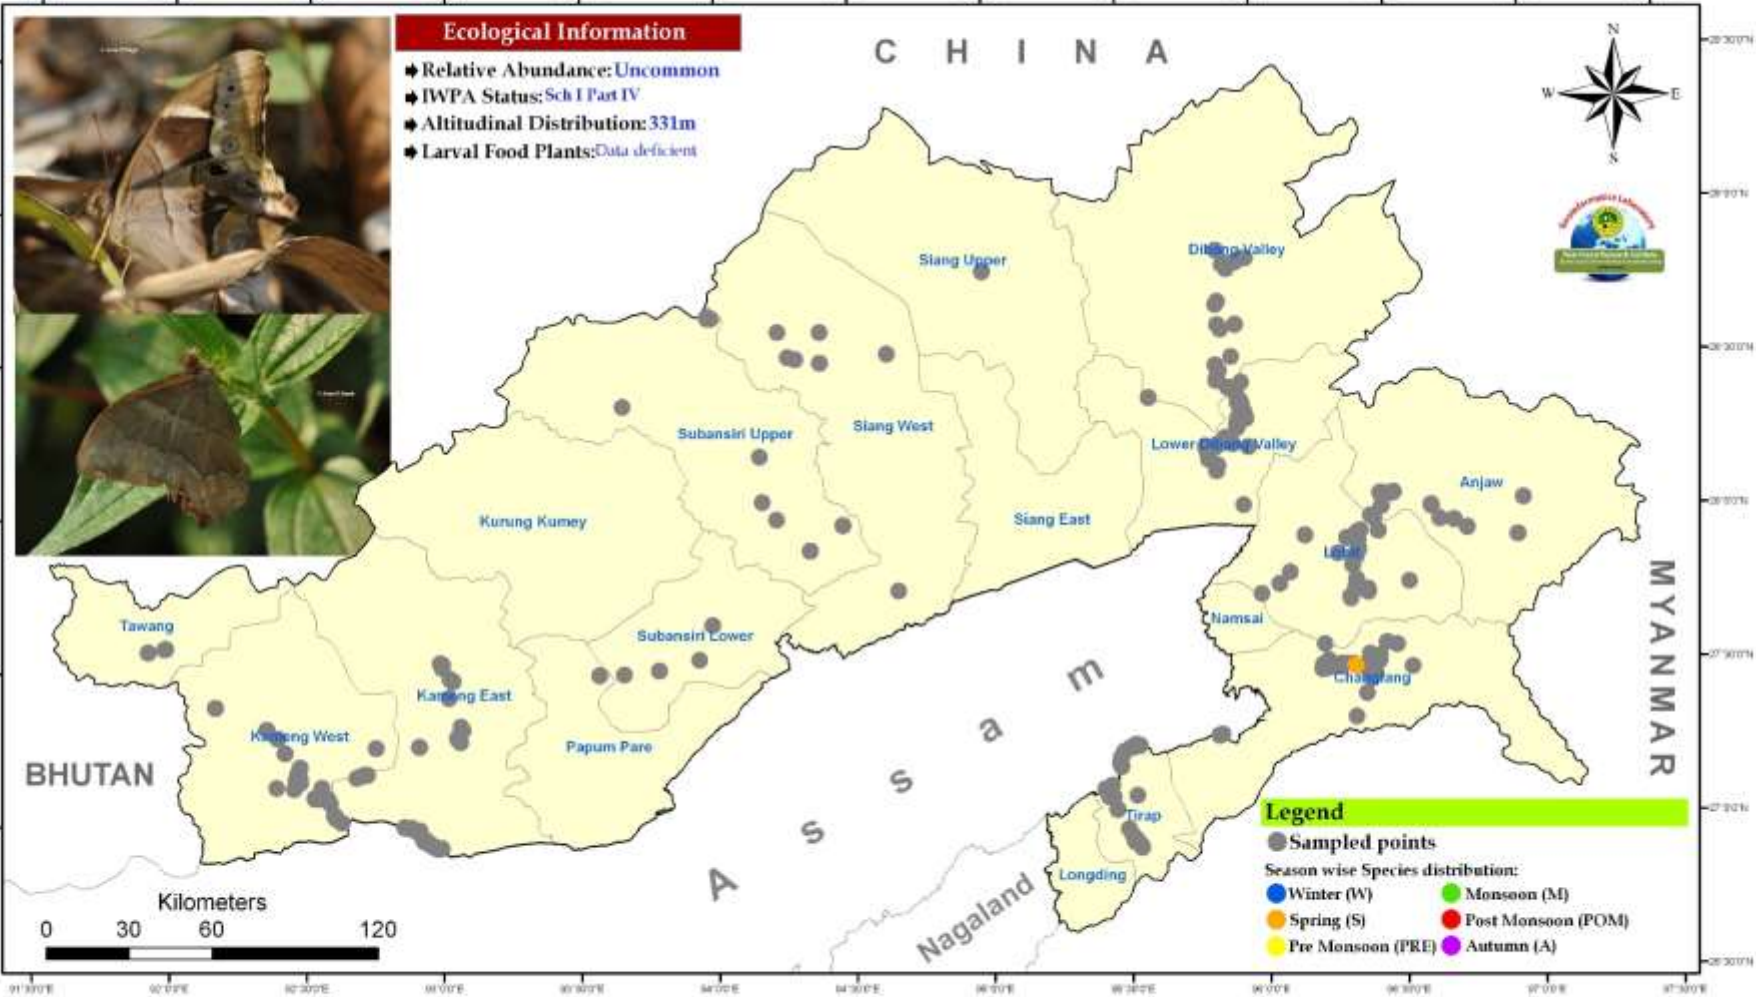 Ecological Information
Relative Abundance: Uncommon
IWPA Status: Sch I Part IV
Altitudinal Distribution: 331m
Larval Food Plants: Data deficient
C H I N A
N
W E
S
Geoinformatics Laboratory
Dibang Valley
Siang Upper
Subansiri Upper
Siang West
Lower Dibang Valley
Anjaw
Kurung Kumey
Siang East
Lohit
Namsai
Tawang
Subansiri Lower
Changlang
Kameng East
Kameng West
Papum Pare
BHUTAN
MYANMAR
A s s a m
Tirap
Longding
Nagaland
Kilometers
0 30 60 120
Legend
Sampled points
Season wise Species distribution:
Winter (W) Monsoon (M)
Spring (S) Post Monsoon (POM)
Pre Monsoon (PRE) Autumn (A)